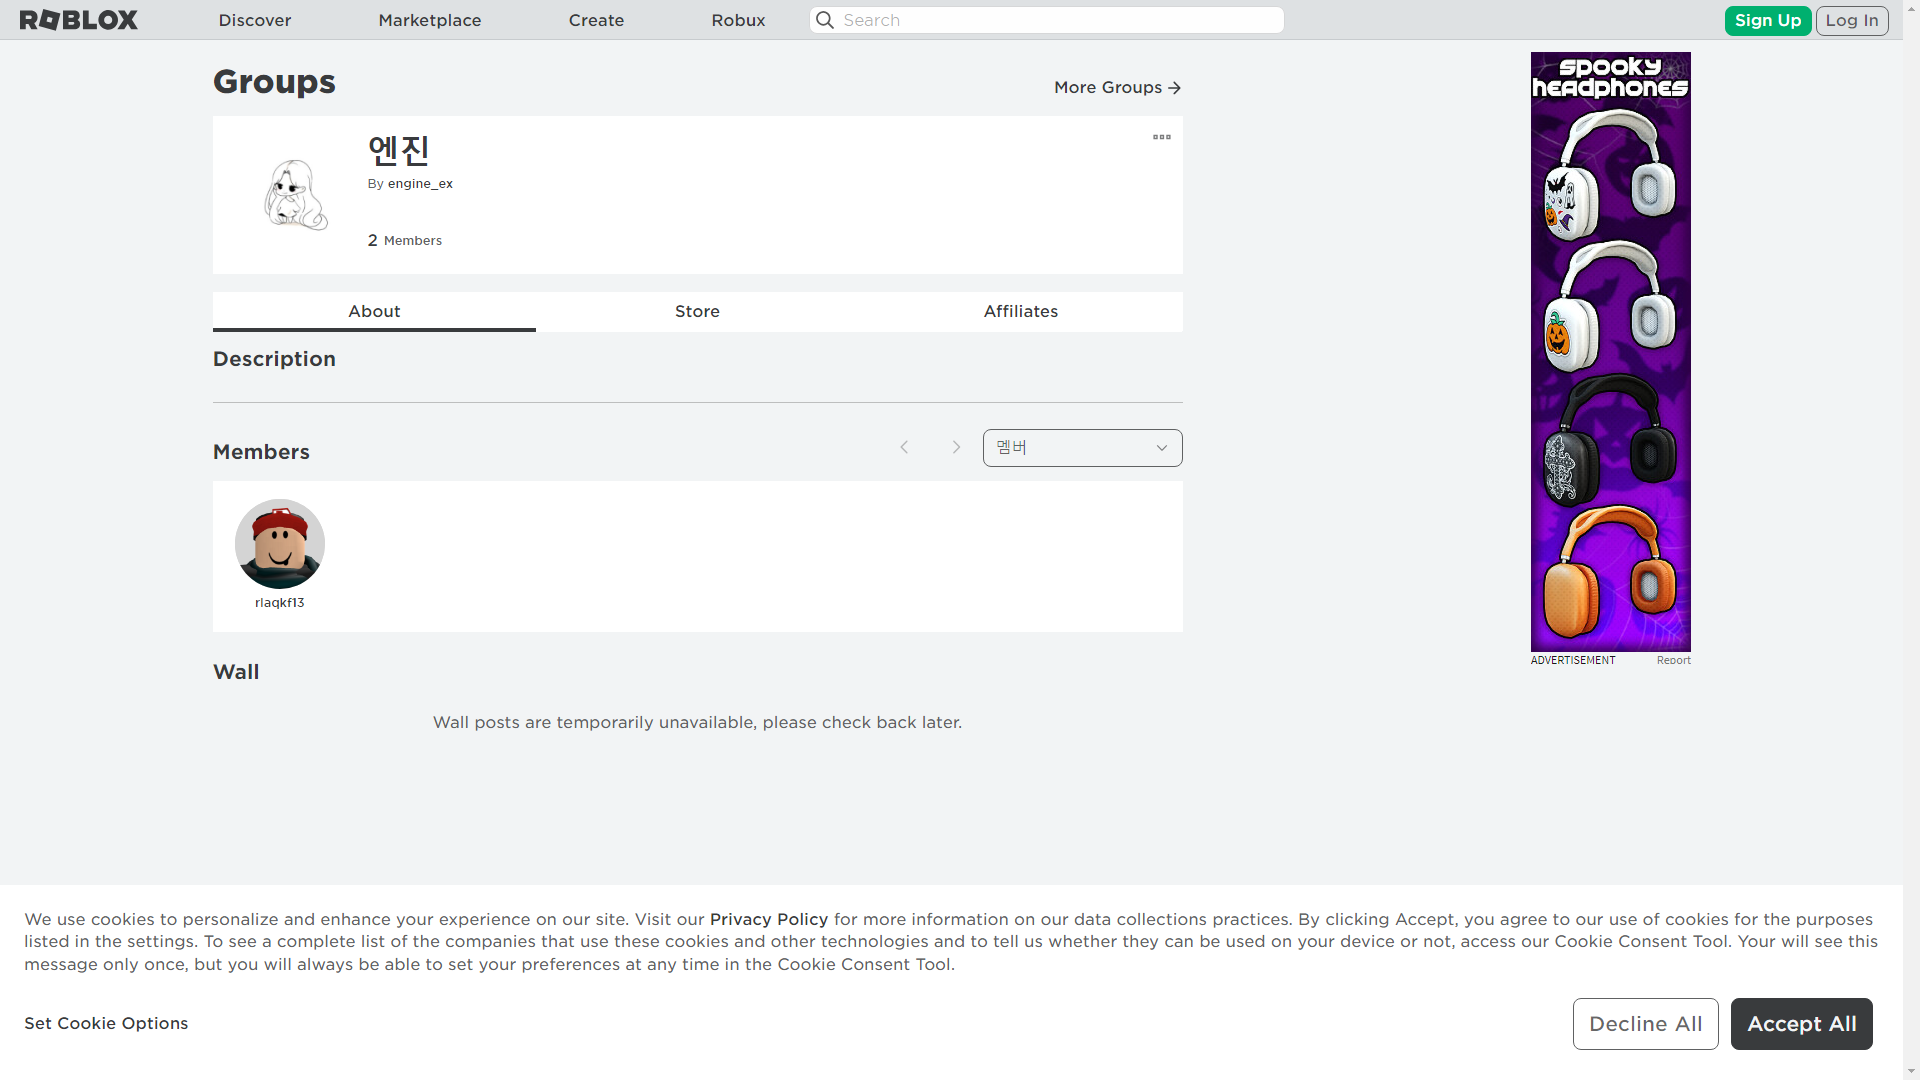 ROBLOX
Discover
Marketplace
Create
Robux
Search
Sign Up
Log In
Groups
More Groups
엔진
By engine_ex
2 Members
About
Store
Affiliates
Description
Members
멤버
rlaqkf13
Wall
Wall posts are temporarily unavailable, please check back later.
spooky
headphones
ADVERTISEMENT
Report
We use cookies to personalize and enhance your experience on our site. Visit our Privacy Policy for more information on our data collections practices. By clicking Accept, you agree to our use of cookies for the purposes
listed in the settings. To see a complete list of the companies that use these cookies and other technologies and to tell us whether they can be used on your device or not, access our Cookie Consent Tool. Your will see this
message only once, but you will always be able to set your preferences at any time in the Cookie Consent Tool.
Set Cookie Options
Decline All
Accept All